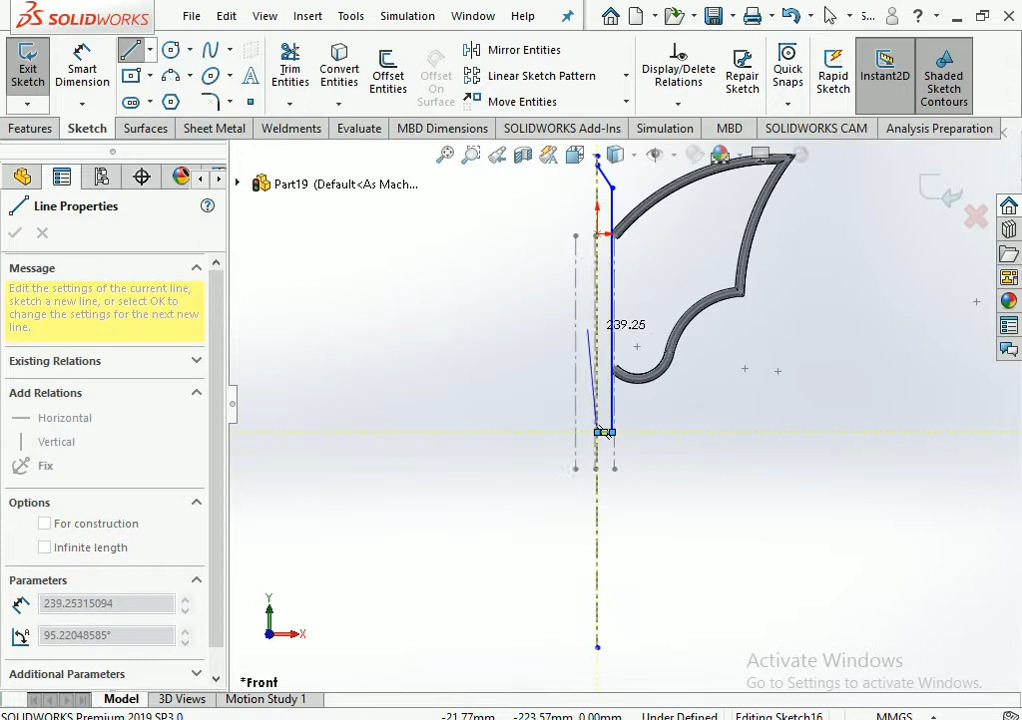 SOLIDWORKS File Edit View Insert Tools Simulation Window Help S... ?
Exit Sketch
Smart Dimension
Trim Entities
Convert Entities
Offset Entities
Offset On Surface
Mirror Entities
Linear Sketch Pattern
Move Entities
Display/Delete Relations
Repair Sketch
Quick Snaps
Rapid Sketch
Instant2D
Shaded Sketch Contours
Features Sketch Surfaces Sheet Metal Weldments Evaluate MBD Dimensions SOLIDWORKS Add-Ins Simulation MBD SOLIDWORKS CAM Analysis Preparation
Part19 (Default<As Mach...
Line Properties
Message
Edit the settings of the current line,
sketch a new line, or select OK to
change the settings for the next new
line.
Existing Relations
Add Relations
Horizontal
Vertical
Fix
Options
For construction
Infinite length
Parameters
239.25315094
95.22048585°
Additional Parameters
239.25
Y
X
*Front
Activate Windows
Go to Settings to activate Windows.
Model 3D Views Motion Study 1
SOLIDWORKS Premium 2019 SP3.0 -21.77mm -223.57mm 0.00mm Under Defined Editing Sketch16 MMGS